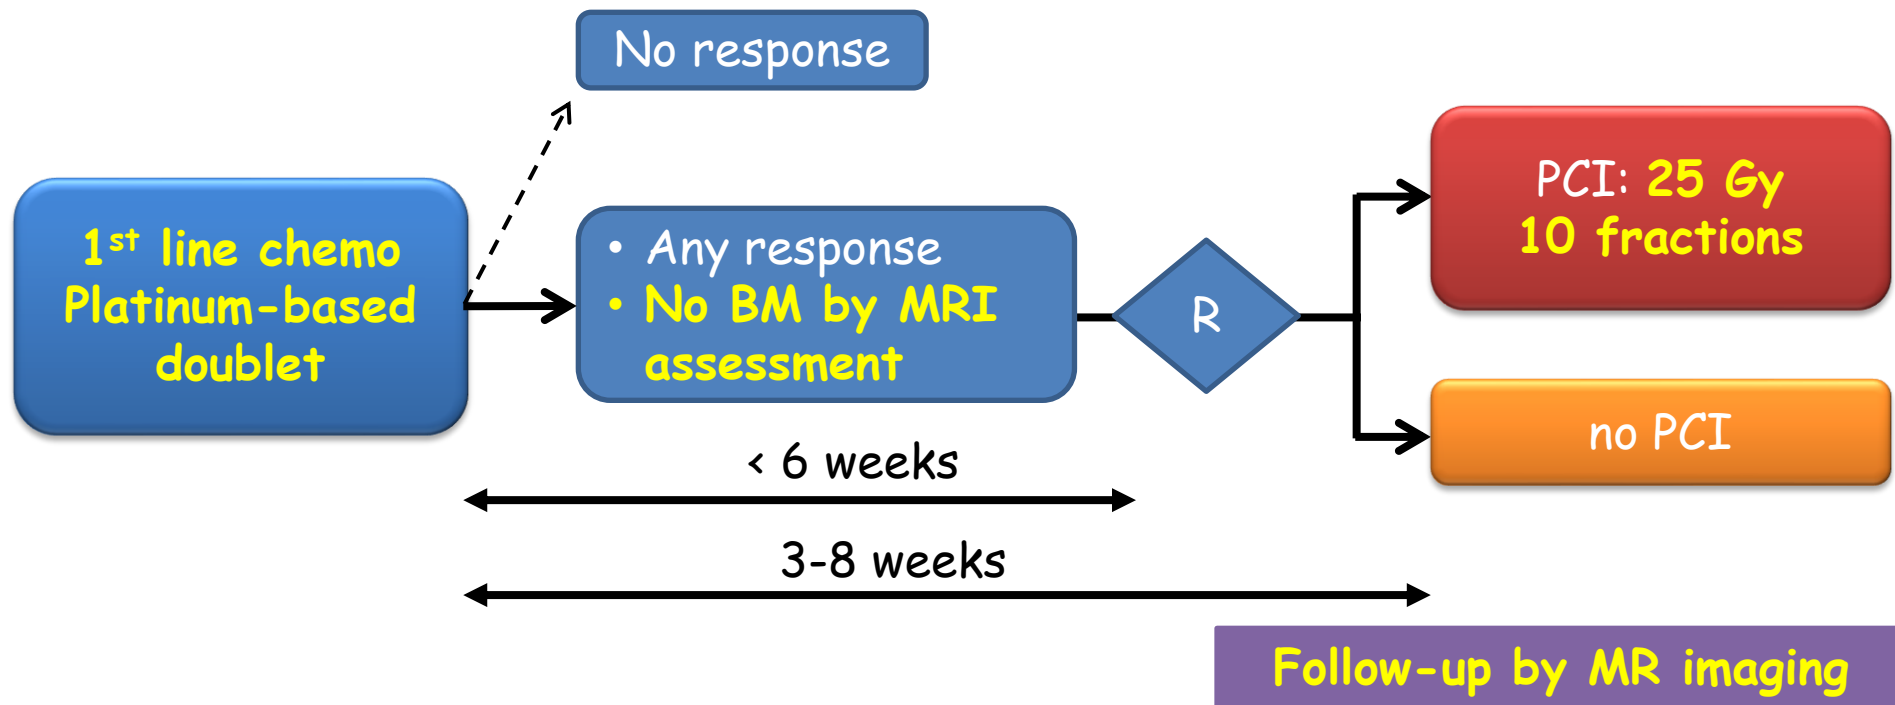 No response
1st line chemo
Platinum-based
doublet
• Any response
• No BM by MRI
assessment
R
PCI: 25 Gy
10 fractions
no PCI
< 6 weeks
3-8 weeks
Follow-up by MR imaging